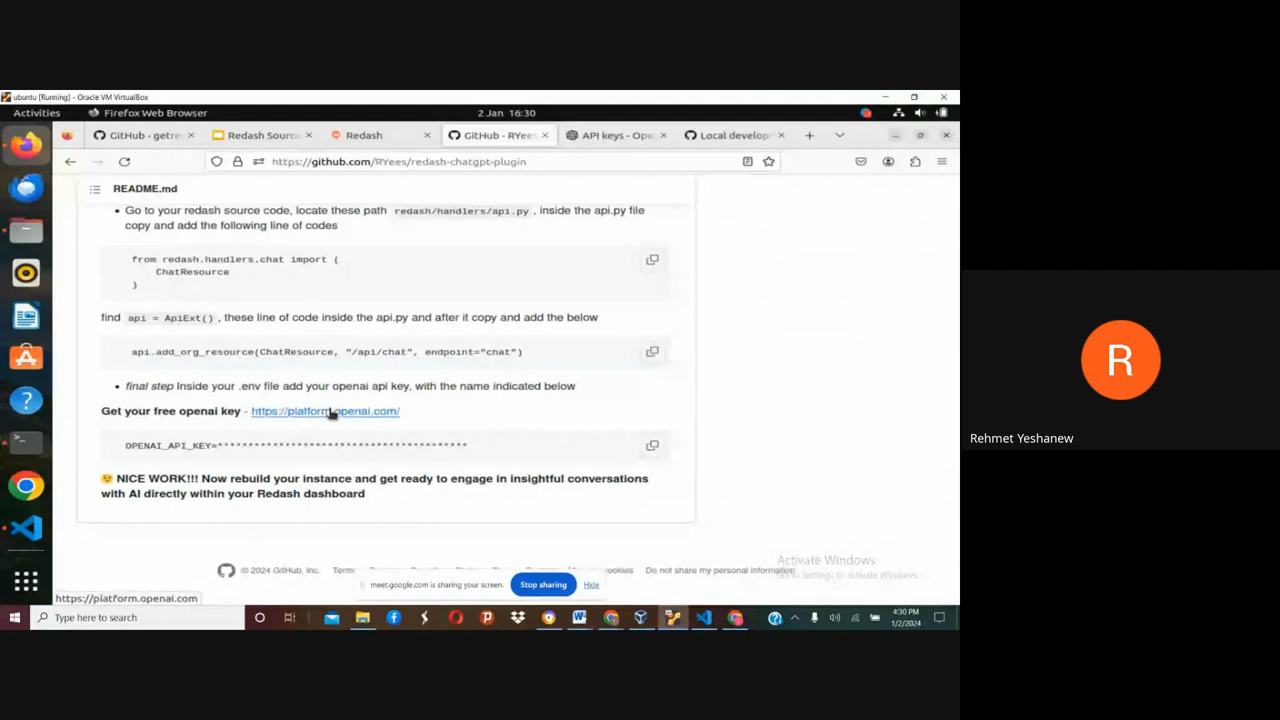 ubuntu [Running] - Oracle VM VirtualBox
Activities
Firefox Web Browser
2 Jan 16:30
GitHub - getre
Redash Sourc
Redash
GitHub - RYees
API keys - Ope
Local develop
https://github.com/RYees/redash-chatgpt-plugin
README.md
• Go to your redash source code, locate these path redash/handlers/api.py , inside the api.py file
copy and add the following line of codes
from redash.handlers.chat import (
ChatResource
)
find api = ApiExt() , these line of code inside the api.py and after it copy and add the below
api.add_org_resource(ChatResource, "/api/chat", endpoint="chat")
• final step Inside your .env file add your openai api key, with the name indicated below
Get your free openai key - https://platform.openai.com/
OPENAI_API_KEY=****************************************
NICE WORK!!! Now rebuild your instance and get ready to engage in insightful conversations
with AI directly within your Redash dashboard
Activate Windows
Go to Settings to activate Windows.
© 2024 GitHub, Inc.
Terms
Do not share my personal information
meet.google.com is sharing your screen.
Stop sharing
Hide
https://platform.openai.com
Type here to search
4:30 PM
1/2/2024
R
Rehmet Yeshanew